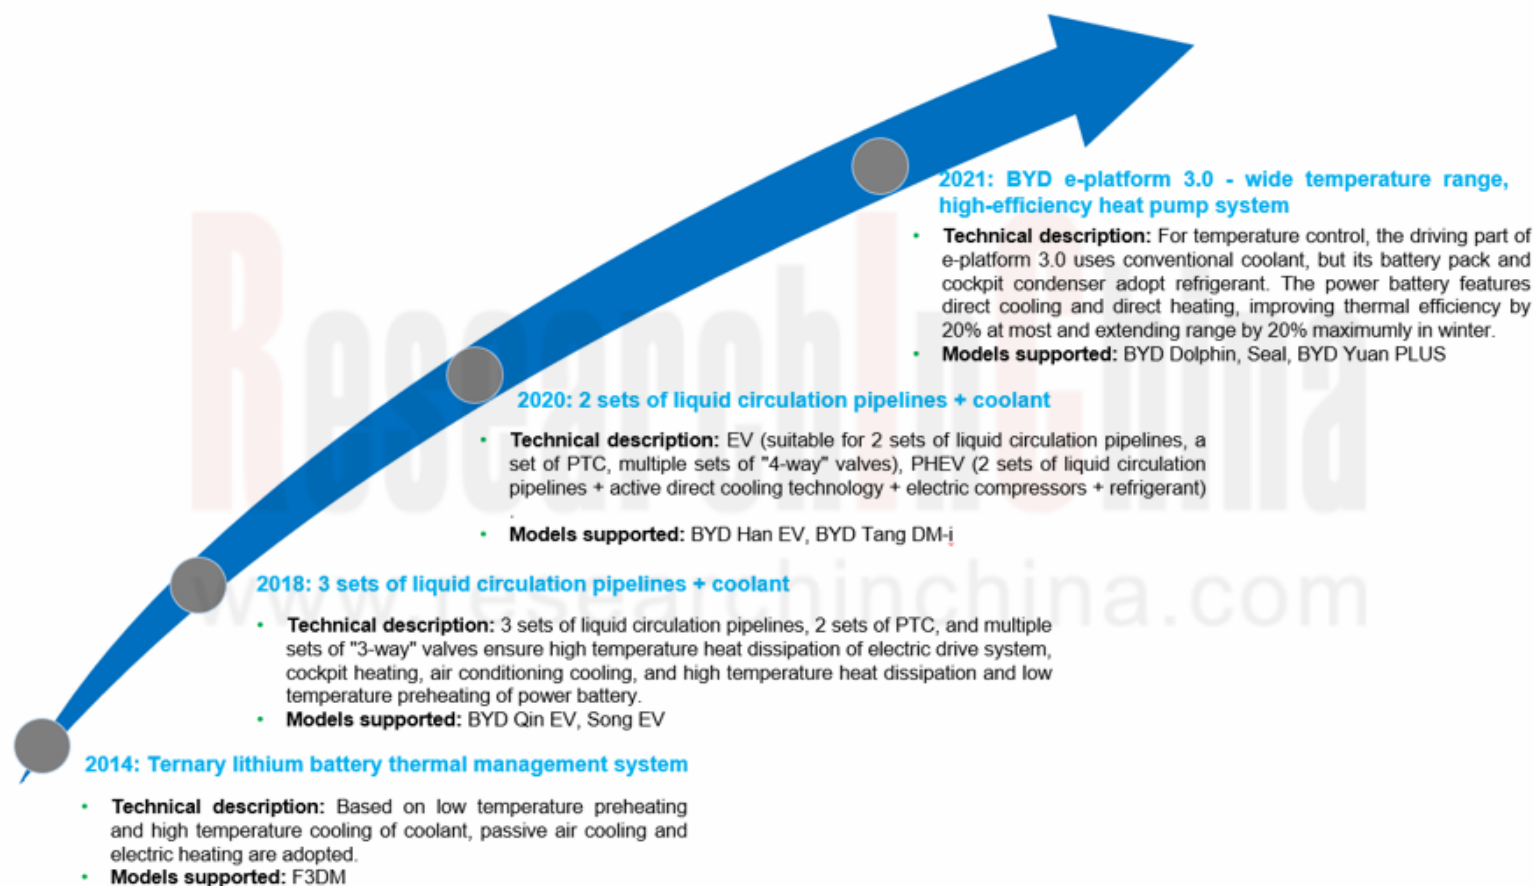 2021: BYD e-platform 3.0 - wide temperature range,
high-efficiency heat pump system
• Technical description: For temperature control, the driving part of
e-platform 3.0 uses conventional coolant, but its battery pack and
cockpit condenser adopt refrigerant. The power battery features
direct cooling and direct heating, improving thermal efficiency by
20% at most and extending range by 20% maximumly in winter.
• Models supported: BYD Dolphin, Seal, BYD Yuan PLUS
2020: 2 sets of liquid circulation pipelines + coolant
• Technical description: EV (suitable for 2 sets of liquid circulation pipelines, a
set of PTC, multiple sets of "4-way" valves), PHEV (2 sets of liquid circulation
pipelines + active direct cooling technology + electric compressors + refrigerant)
.
• Models supported: BYD Han EV, BYD Tang DM-i
2018: 3 sets of liquid circulation pipelines + coolant
• Technical description: 3 sets of liquid circulation pipelines, 2 sets of PTC, and multiple
sets of "3-way" valves ensure high temperature heat dissipation of electric drive system,
cockpit heating, air conditioning cooling, and high temperature heat dissipation and low
temperature preheating of power battery.
• Models supported: BYD Qin EV, Song EV
2014: Ternary lithium battery thermal management system
• Technical description: Based on low temperature preheating
and high temperature cooling of coolant, passive air cooling and
electric heating are adopted.
• Models supported: F3DM
ResearchInChina
www.researchinchina.com